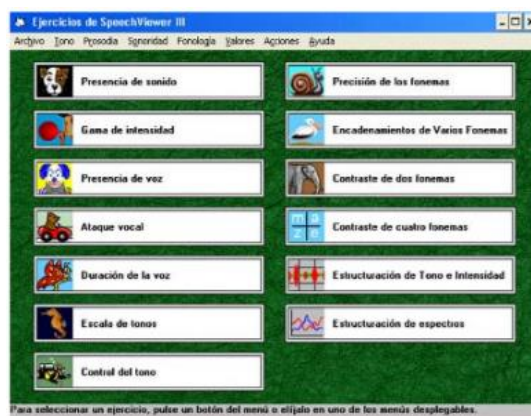 Ejercicios de SpeechViewer III
Archivo Tono Prosodia Sonoridad Fonología Valores Acciones Ayuda
Presencia de sonido
Gama de intensidad
Presencia de voz
Ataque vocal
Duración de la voz
Escala de tonos
Control del tono
Precisión de los fonemas
Encadenamientos de Varios Fonemas
Contraste de dos fonemas
m a
z e
Contraste de cuatro fonemas
Estructuración de Tono e Intensidad
Estructuración de espectros
Para seleccionar un ejercicio, pulse un botón del menú o elíjalo en uno de los menús desplegables.